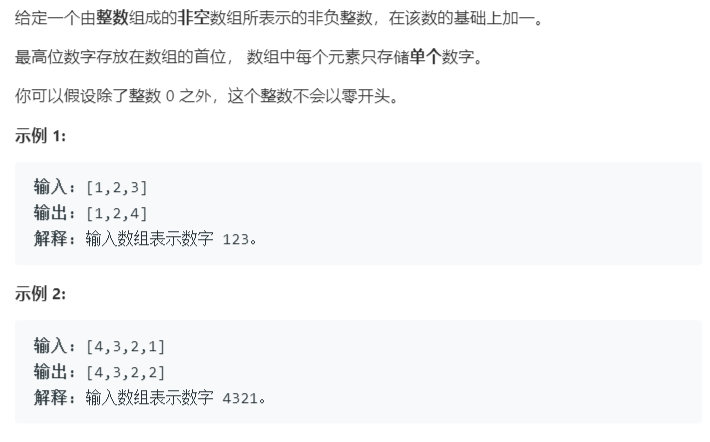 给定一个由整数组成的非空数组所表示的非负整数，在该数的基础上加一。
最高位数字存放在数组的首位， 数组中每个元素只存储单个数字。
你可以假设除了整数 0 之外，这个整数不会以零开头。
示例 1:
输入：[1,2,3]
输出：[1,2,4]
解释：输入数组表示数字 123。
示例 2:
输入：[4,3,2,1]
输出：[4,3,2,2]
解释：输入数组表示数字 4321。